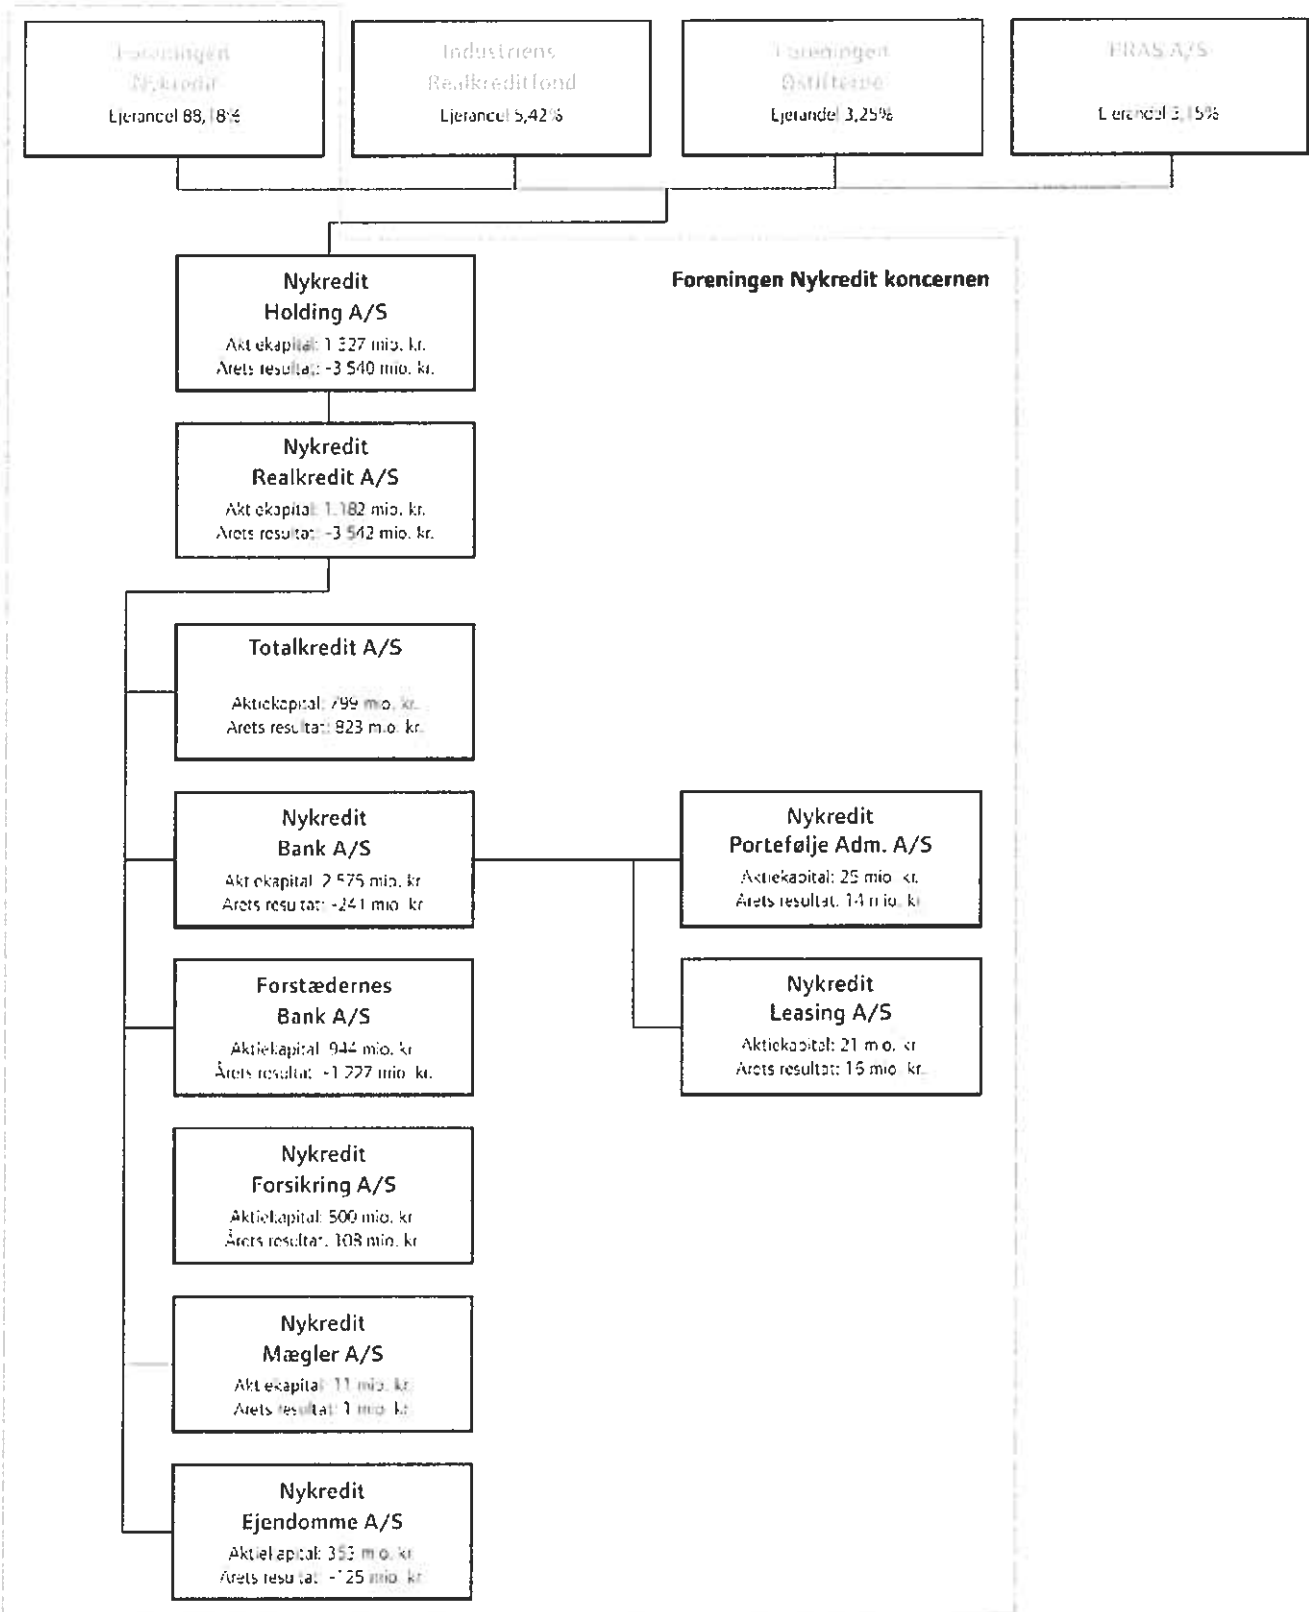 Foreningen
Nykredit
Ejerandel 88,18%
Industriens
Realkreditfond
Ejerandel 5,42%
Foreningen
Østifterne
Ejerandel 3,25%
PRAS A/S
Ejerandel 3,15%
Foreningen Nykredit koncernen
Nykredit
Holding A/S
Aktiekapital: 1.327 mio. kr.
Årets resultat: -3.540 mio. kr.
Nykredit
Realkredit A/S
Aktiekapital: 1.182 mio. kr.
Årets resultat: -3.542 mio. kr.
Totalkredit A/S
Aktiekapital: 799 mio. kr.
Årets resultat: 823 mio. kr.
Nykredit
Bank A/S
Aktiekapital: 2.575 mio. kr.
Årets resultat: -241 mio. kr.
Nykredit
Portefølje Adm. A/S
Aktiekapital: 25 mio. kr.
Årets resultat: 14 mio. kr.
Forstædernes
Bank A/S
Aktiekapital: 944 mio. kr.
Årets resultat: -1.227 mio. kr.
Nykredit
Leasing A/S
Aktiekapital: 21 mio. kr.
Årets resultat: 16 mio. kr.
Nykredit
Forsikring A/S
Aktiekapital: 500 mio. kr.
Årets resultat: 108 mio. kr.
Nykredit
Mægler A/S
Aktiekapital: 11 mio. kr.
Årets resultat: 1 mio. kr.
Nykredit
Ejendomme A/S
Aktiekapital: 353 mio. kr.
Årets resultat: -125 mio. kr.